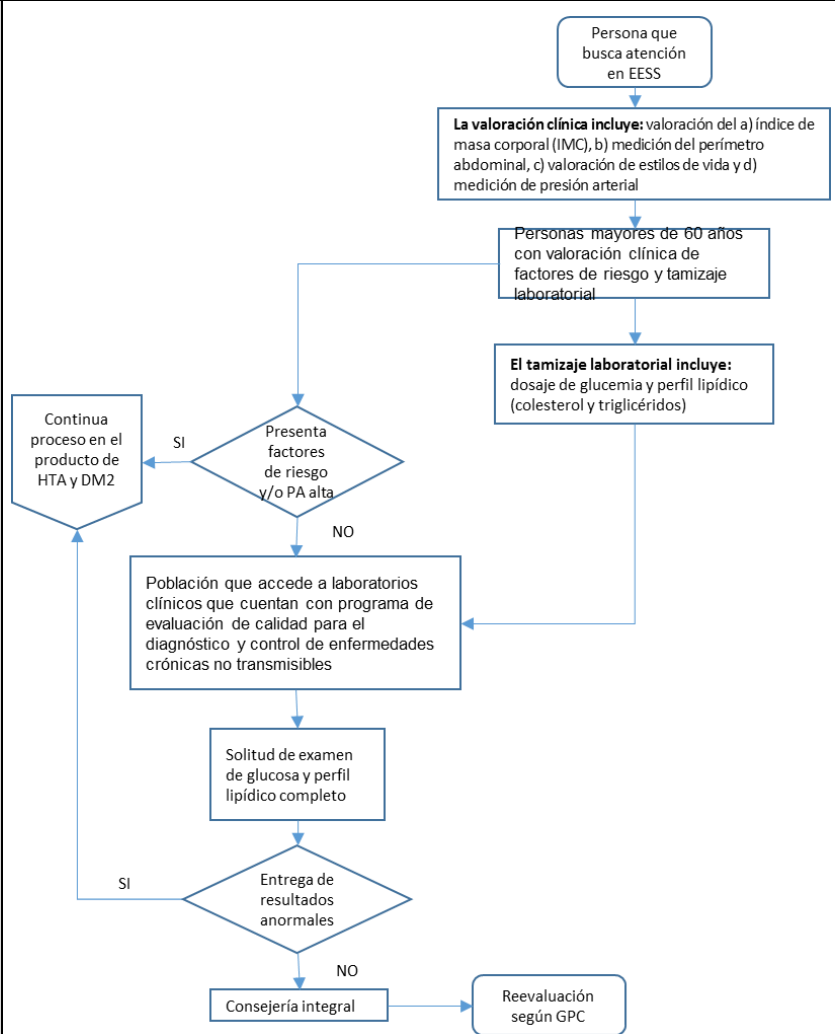 Persona que
busca atención
en EESS
La valoración clínica incluye: valoración del a) índice de
masa corporal (IMC), b) medición del perímetro
abdominal, c) valoración de estilos de vida y d)
medición de presión arterial
Personas mayores de 60 años
con valoración clínica de
factores de riesgo y tamizaje
laboratorial
El tamizaje laboratorial incluye:
dosaje de glucemia y perfil lipídico
(colesterol y triglicéridos)
Continua
proceso en el
producto de
HTA y DM2
SI
Presenta
factores
de riesgo
y/o PA alta
NO
Población que accede a laboratorios
clínicos que cuentan con programa de
evaluación de calidad para el
diagnóstico y control de enfermedades
crónicas no transmisibles
Solitud de examen
de glucosa y perfil
lipídico completo
SI
Entrega de
resultados
anormales
NO
Consejería integral
Reevaluación
según GPC